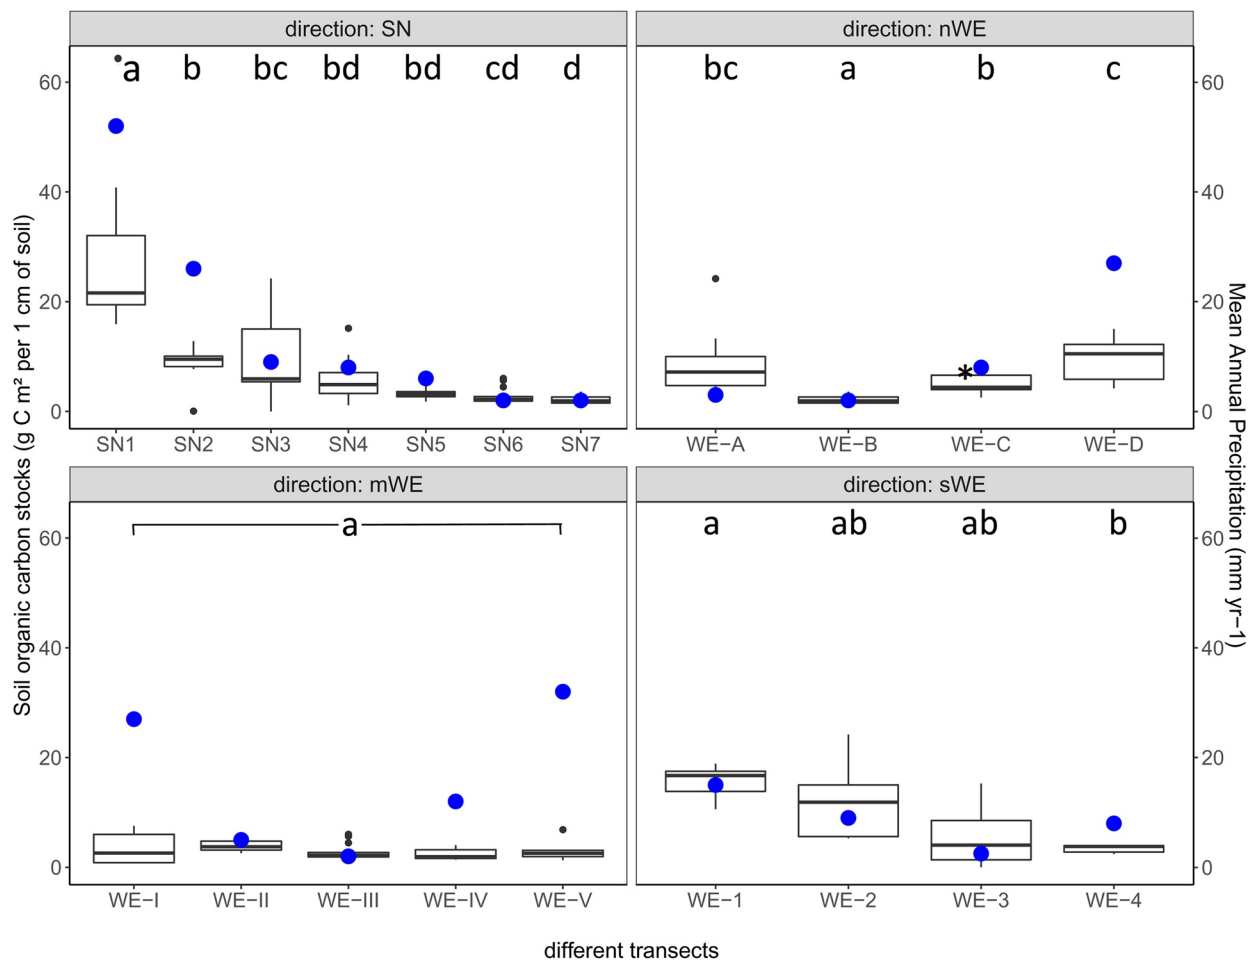 direction: SN
a b bc bd bd cd d
60
40
20
0
SN1 SN2 SN3 SN4 SN5 SN6 SN7
direction: nWE
bc a b c
60
40
20
0
*
WE−A WE−B WE−C WE−D
direction: mWE
a
60
40
20
0
WE−I WE−II WE−III WE−IV WE−V
direction: sWE
a ab ab b
60
40
20
0
WE−1 WE−2 WE−3 WE−4
Soil organic carbon stocks (g C m² per 1 cm of soil)
Mean Annual Precipitation (mm yr−1)
different transects